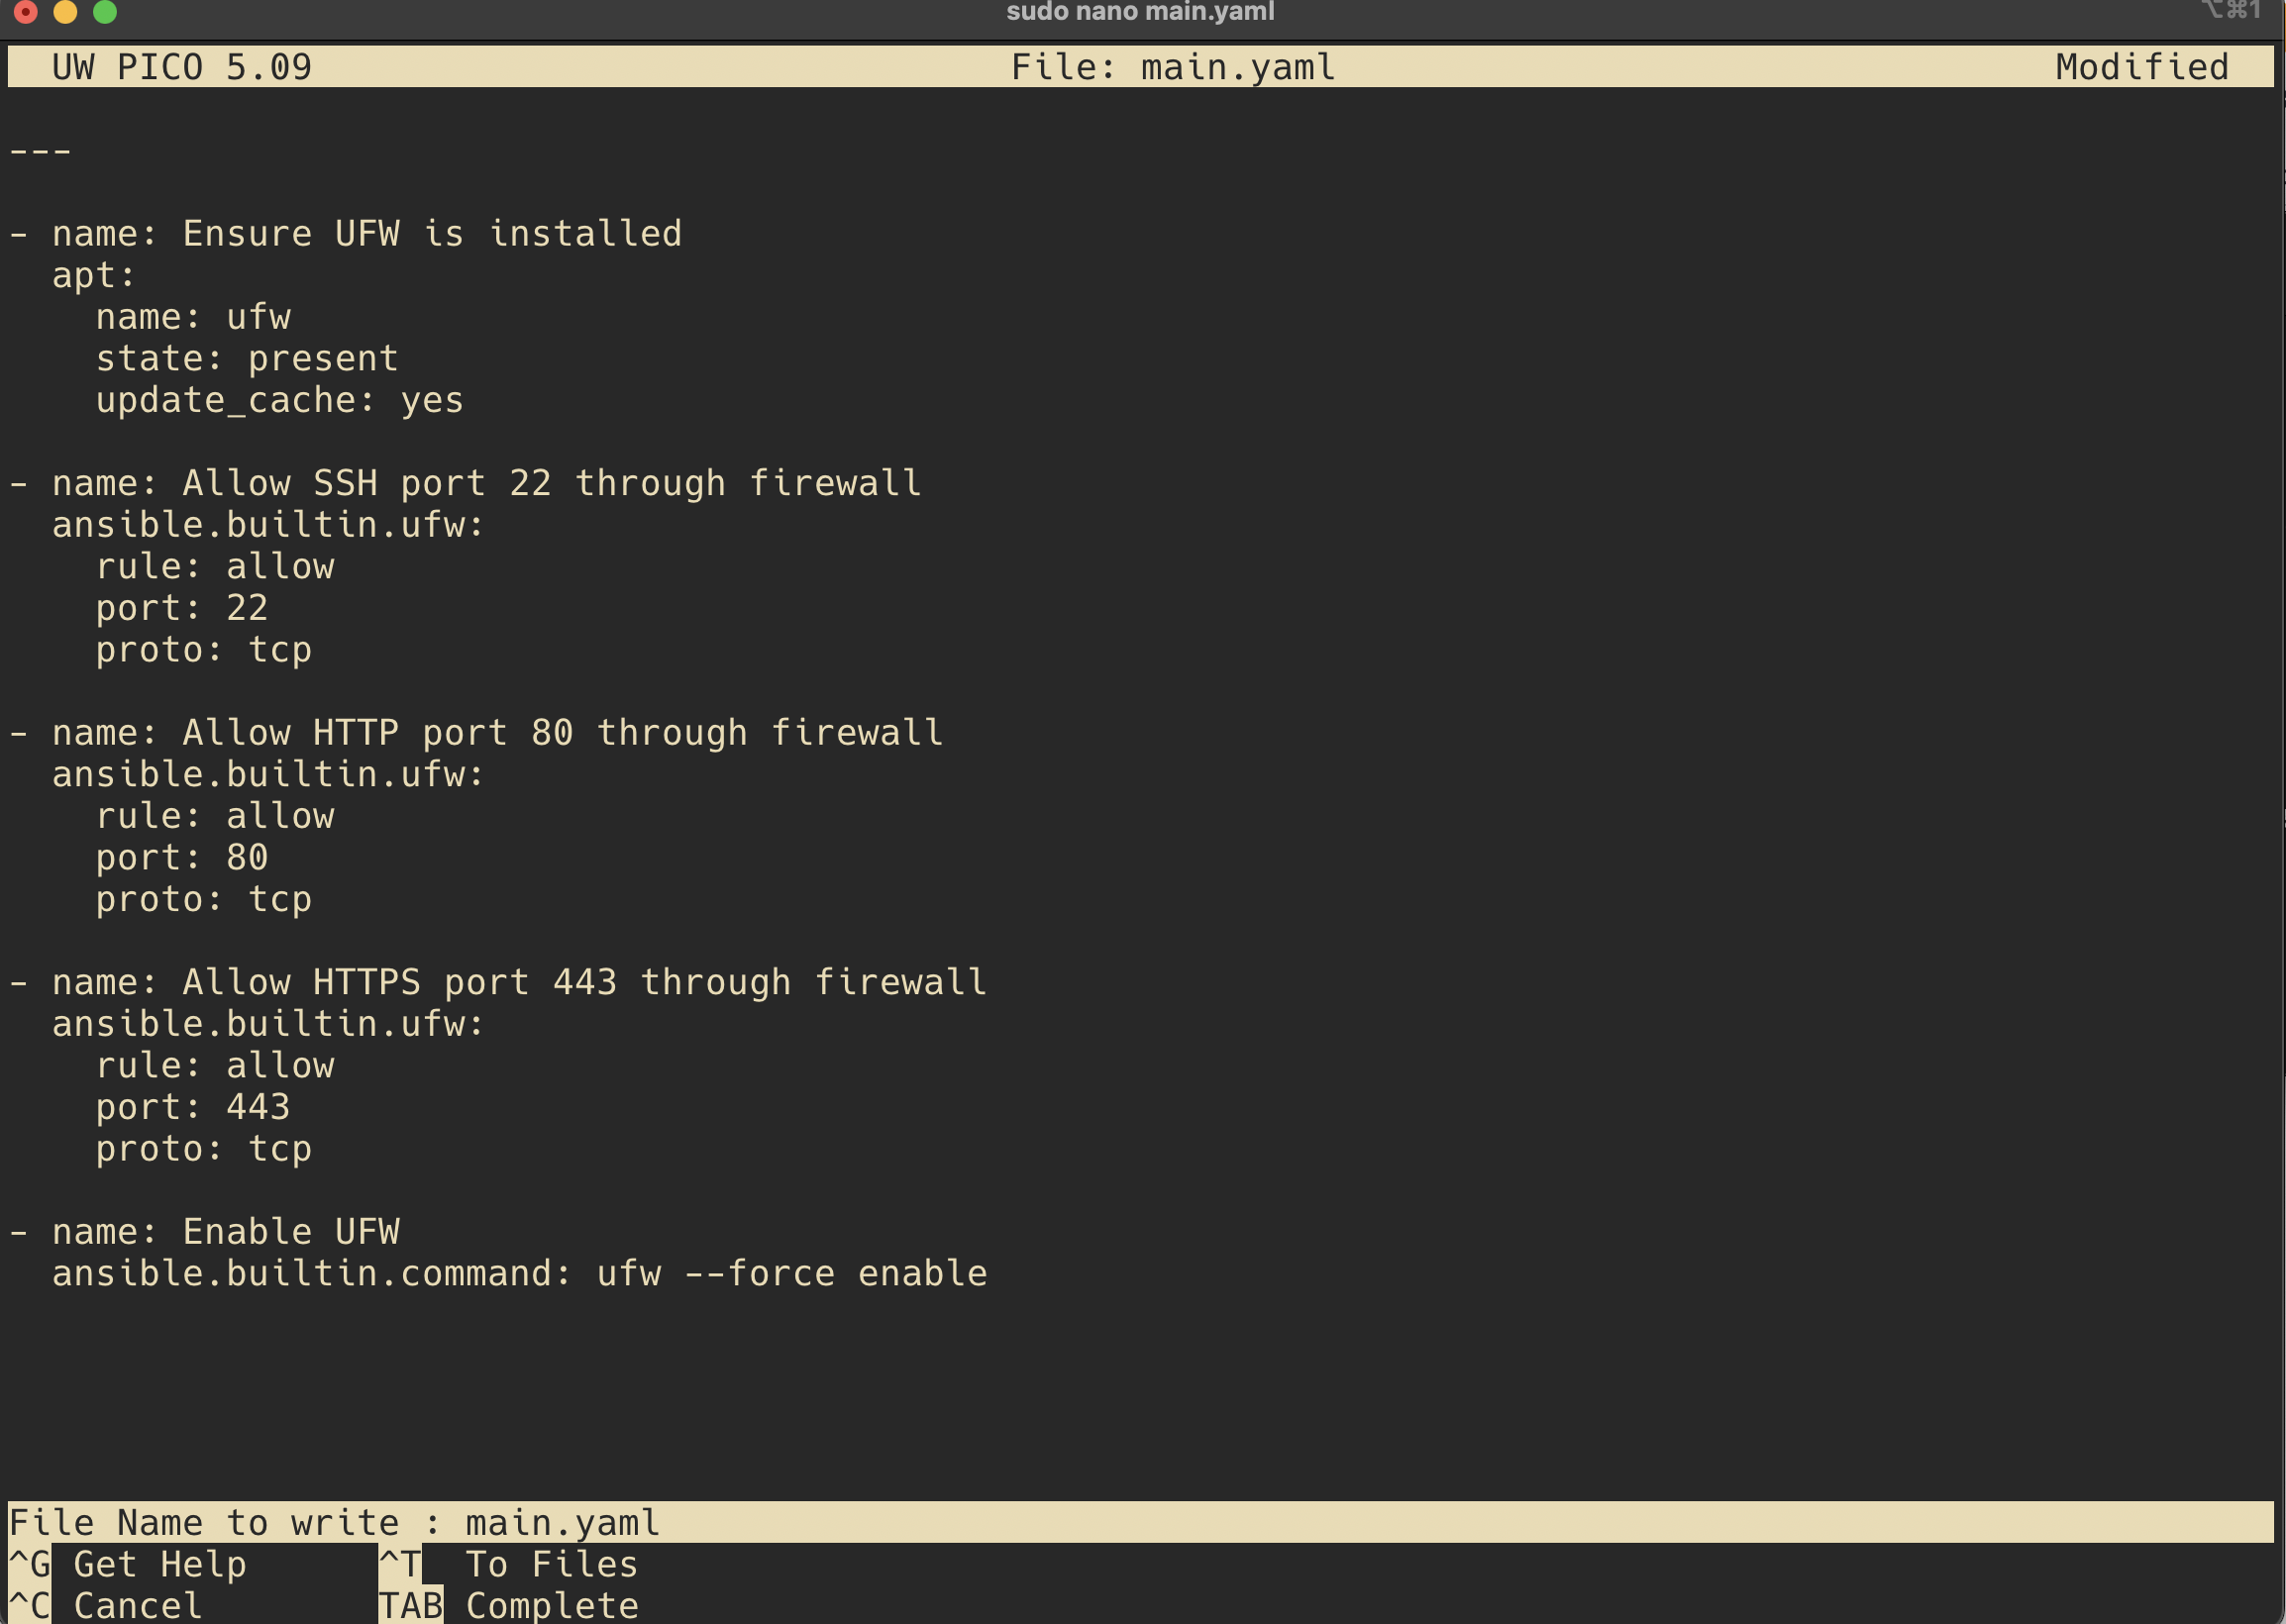 sudo nano main.yaml
⌥⌘1
UW PICO 5.09 File: main.yaml Modified
---
- name: Ensure UFW is installed
  apt:
    name: ufw
    state: present
    update_cache: yes
- name: Allow SSH port 22 through firewall
  ansible.builtin.ufw:
    rule: allow
    port: 22
    proto: tcp
- name: Allow HTTP port 80 through firewall
  ansible.builtin.ufw:
    rule: allow
    port: 80
    proto: tcp
- name: Allow HTTPS port 443 through firewall
  ansible.builtin.ufw:
    rule: allow
    port: 443
    proto: tcp
- name: Enable UFW
  ansible.builtin.command: ufw --force enable
File Name to write : main.yaml
^G Get Help ^T To Files
^C Cancel TAB Complete